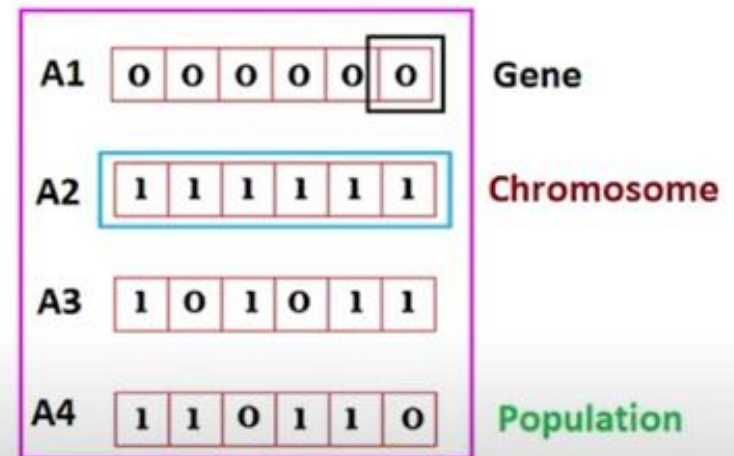 A1 0 0 0 0 0 0 Gene
A2 1 1 1 1 1 1 Chromosome
A3 1 0 1 0 1 1
A4 1 1 0 1 1 0 Population